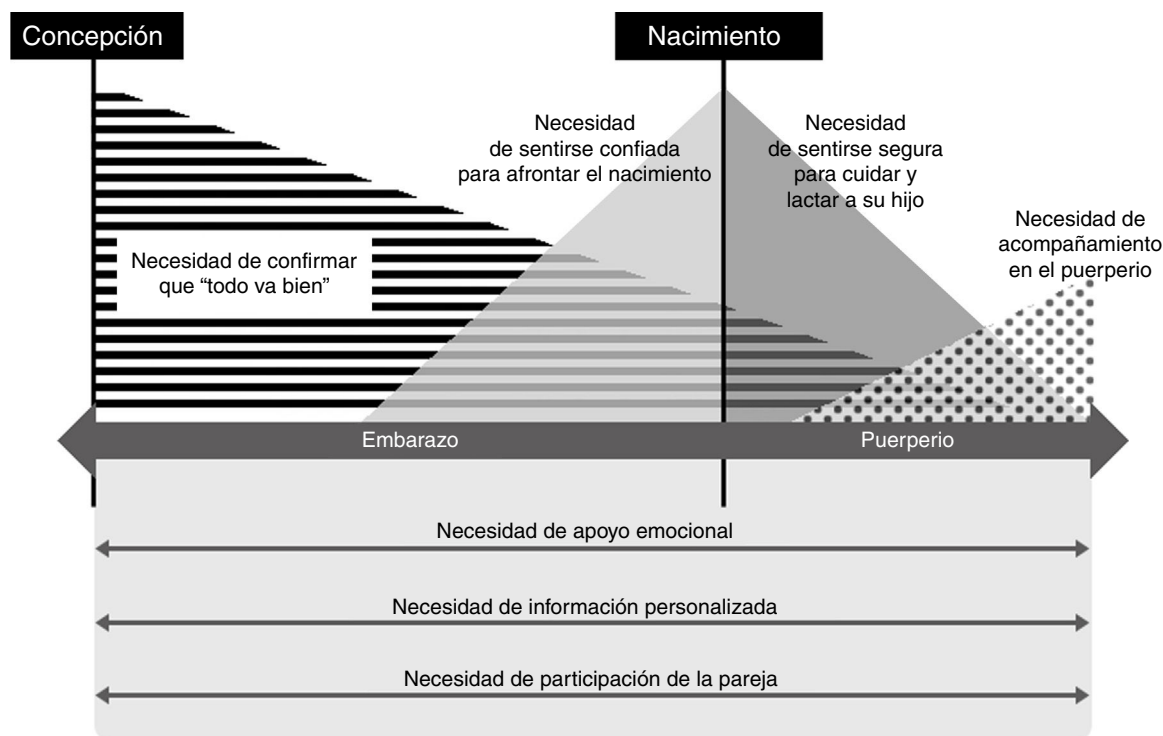 Concepción
Nacimiento
Necesidad
de sentirse confiada
para afrontar el nacimiento
Necesidad
de sentirse segura
para cuidar y
lactar a su hijo
Necesidad de
acompañamiento
en el puerperio
Necesidad de confirmar
que “todo va bien”
Embarazo
Puerperio
Necesidad de apoyo emocional
Necesidad de información personalizada
Necesidad de participación de la pareja